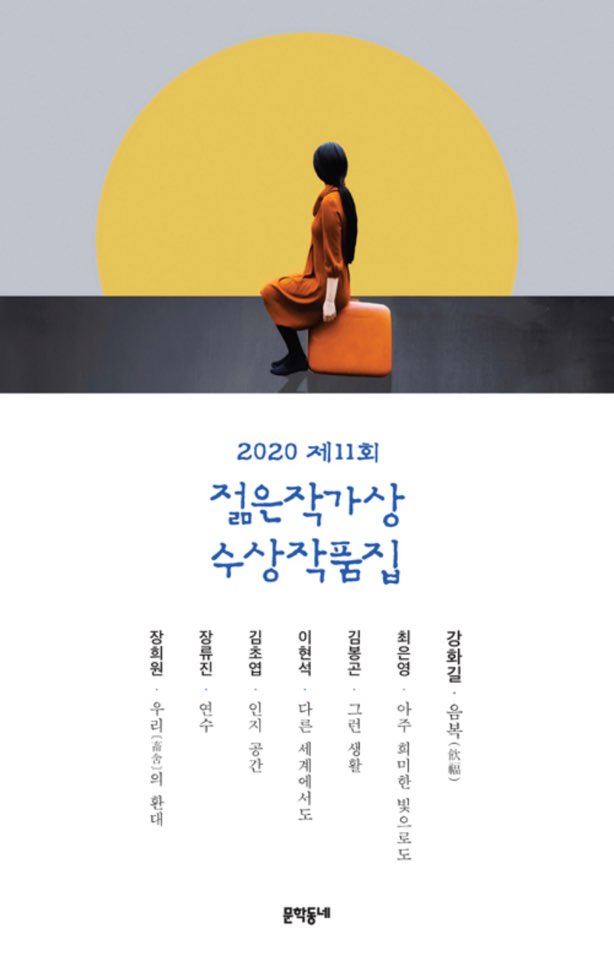 2020 제11회
젊은작가상
수상작품집
강화길 · 음복(飮福)
최은영 · 아주 희미한 빛으로도
김봉곤 · 그런 생활
이현석 · 다른 세계에서도
김초엽 · 인지 공간
장류진 · 연수
장희원 · 우리(畜舍)의 환대
문학동네